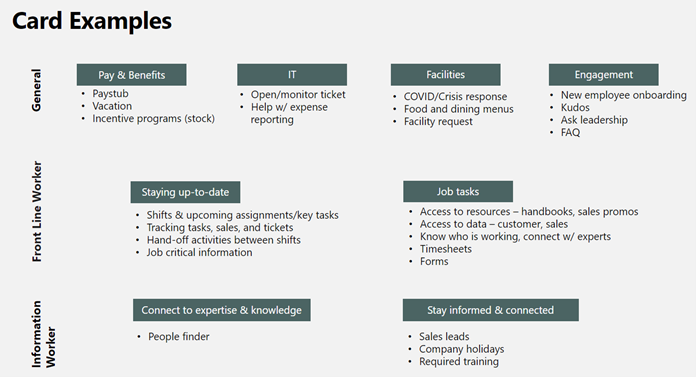 Card Examples
General
Pay & Benefits
• Paystub
• Vacation
• Incentive programs (stock)
IT
• Open/monitor ticket
• Help w/ expense
reporting
Facilities
• COVID/Crisis response
• Food and dining menus
• Facility request
Engagement
• New employee onboarding
• Kudos
• Ask leadership
• FAQ
Front Line Worker
Staying up-to-date
• Shifts & upcoming assignments/key tasks
• Tracking tasks, sales, and tickets
• Hand-off activities between shifts
• Job critical information
Job tasks
• Access to resources – handbooks, sales promos
• Access to data – customer, sales
• Know who is working, connect w/ experts
• Timesheets
• Forms
Information
Worker
Connect to expertise & knowledge
• People finder
Stay informed & connected
• Sales leads
• Company holidays
• Required training